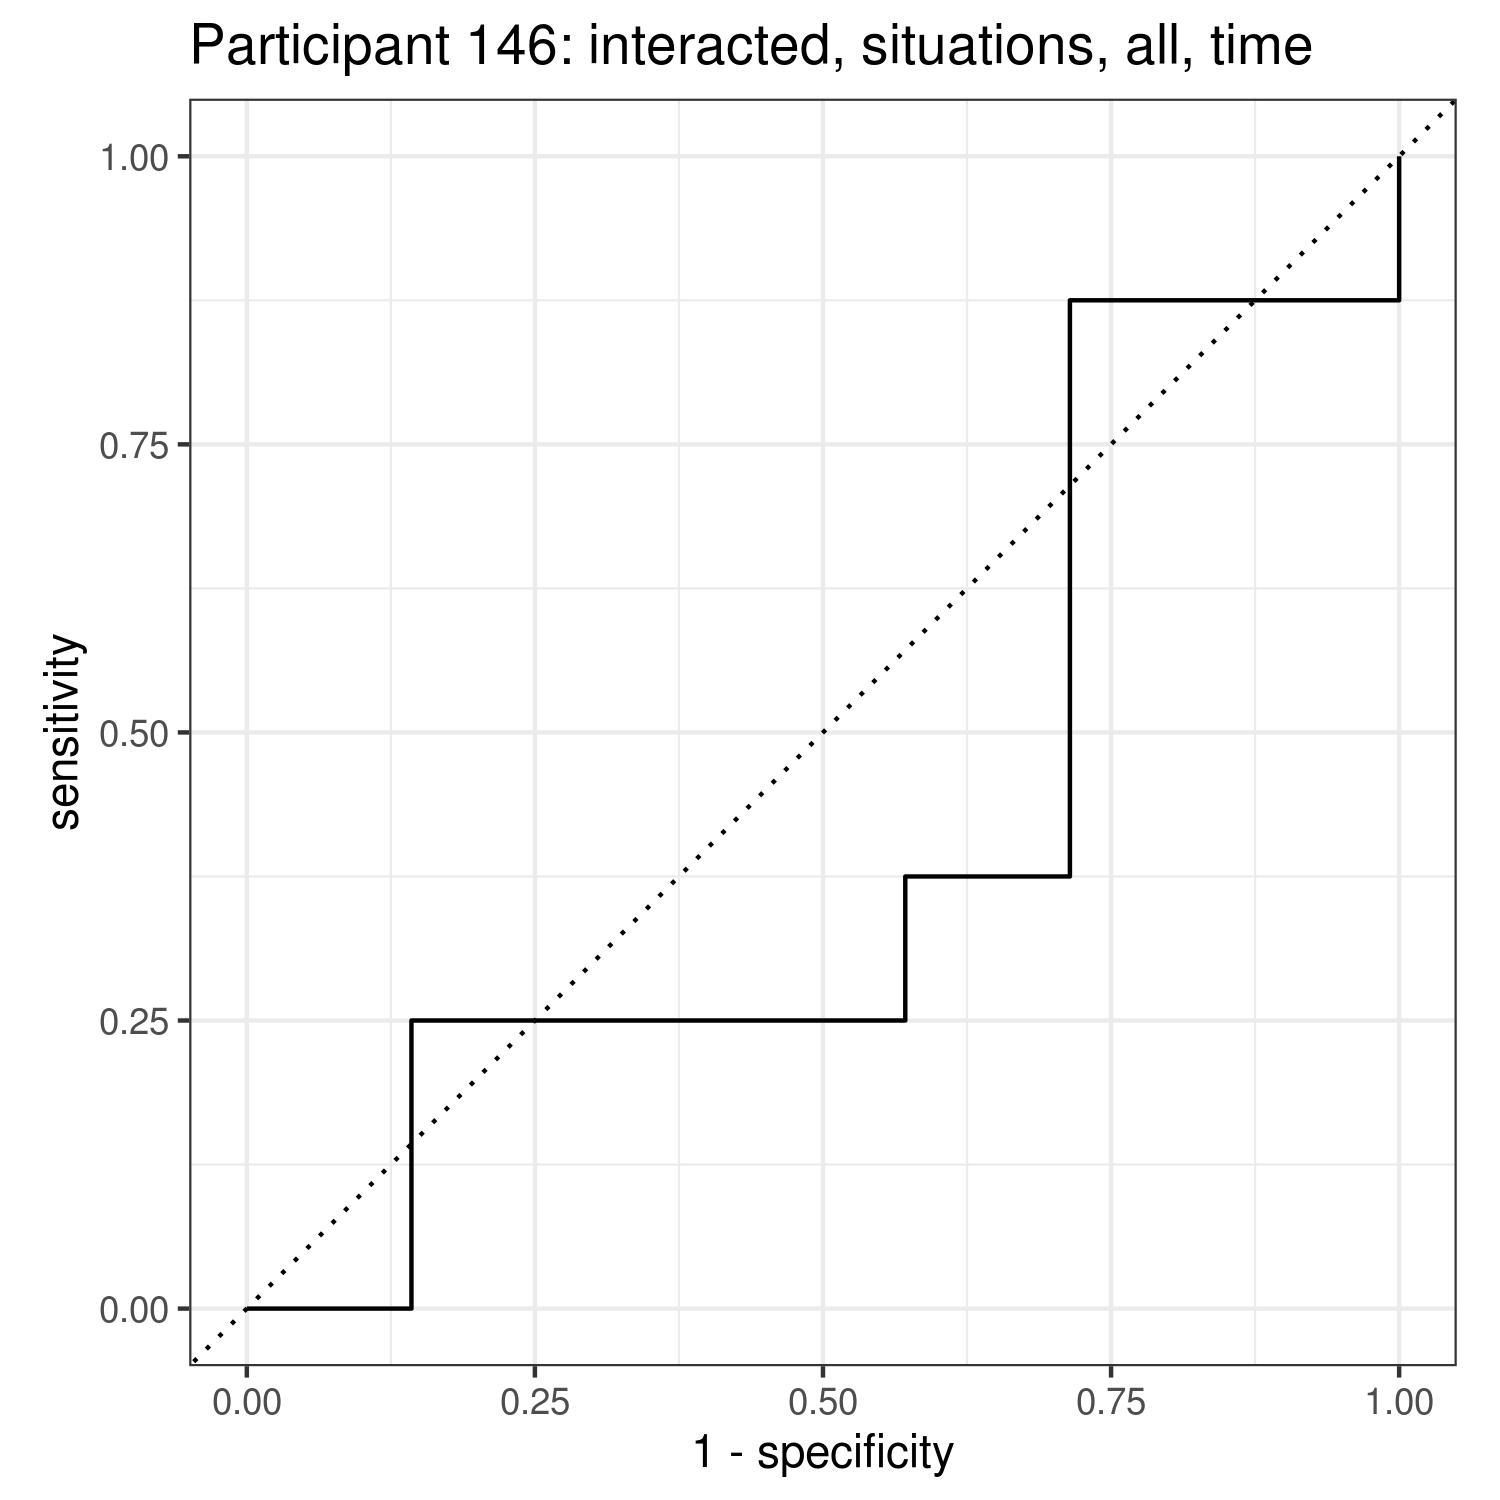 Participant 146: interacted, situations, all, time
1.00
0.75
0.50
0.25
0.00
sensitivity
0.00 0.25 0.50 0.75 1.00
1 - specificity